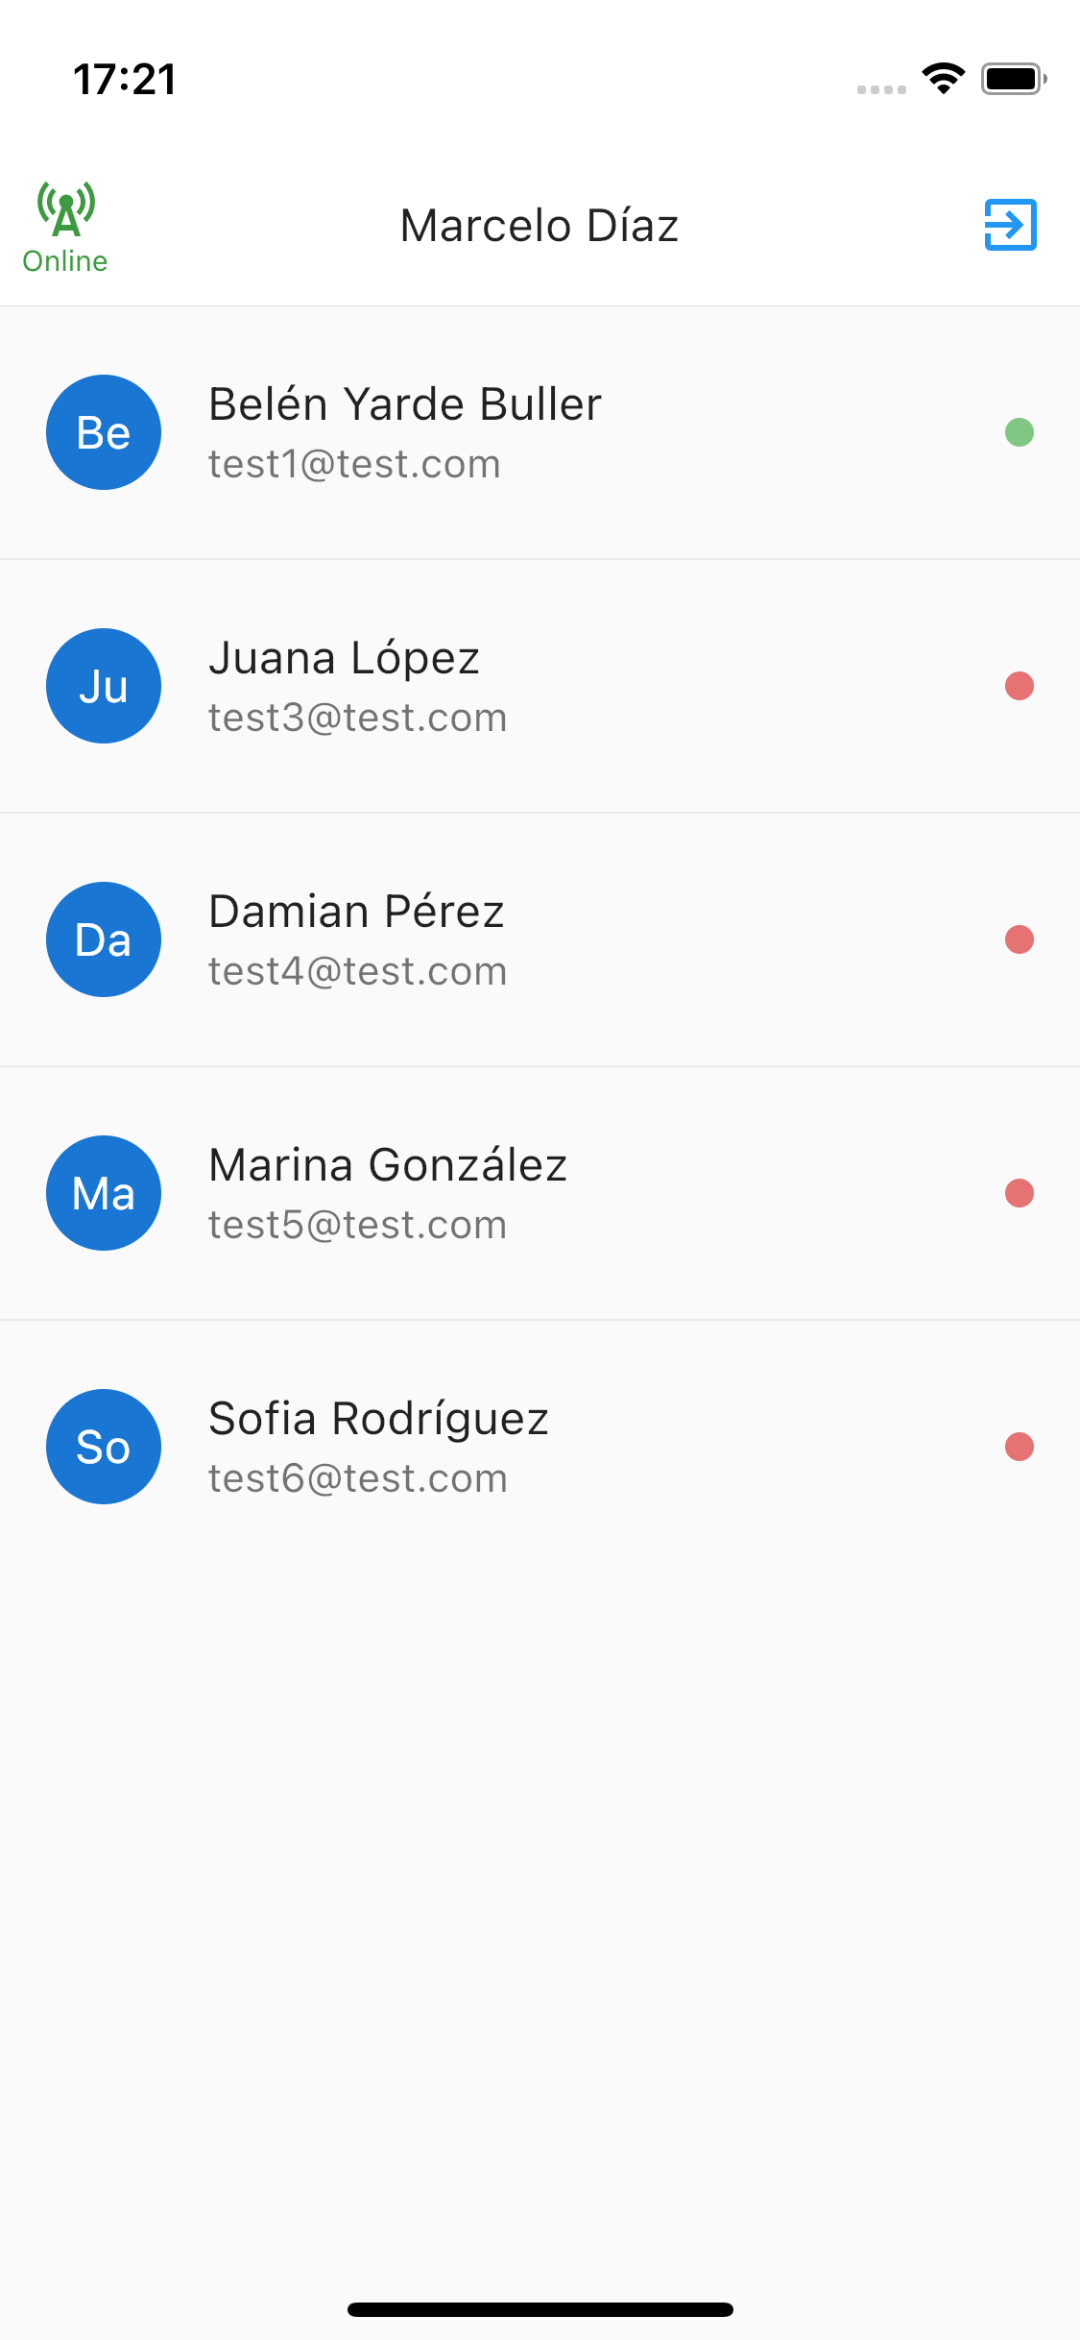 17:21
Online
Marcelo Díaz
Be
Belén Yarde Buller
test1@test.com
Ju
Juana López
test3@test.com
Da
Damian Pérez
test4@test.com
Ma
Marina González
test5@test.com
So
Sofia Rodríguez
test6@test.com